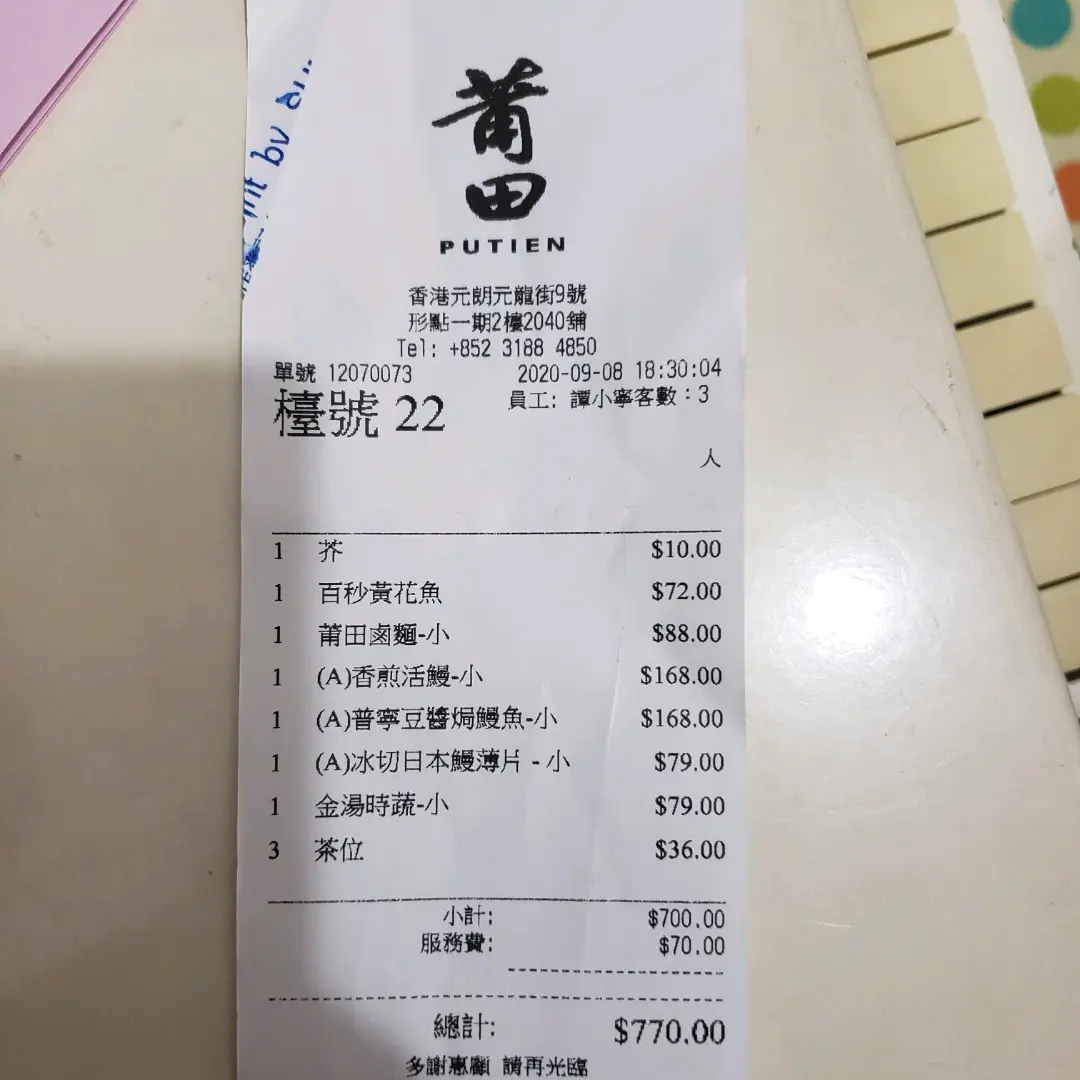 莆
田
PUTIEN
香港元朗元龍街9號
形點一期2樓2040舖
Tel: +852 3188 4850
單號 12070073 2020-09-08 18:30:04
檯號 22 員工: 譚小寧客數：3
人
1 芥 $10.00
1 百秒黃花魚 $72.00
1 莆田鹵麵-小 $88.00
1 (A)香煎活鰻-小 $168.00
1 (A)普寧豆醬焗鰻魚-小 $168.00
1 (A)冰切日本鰻薄片 - 小 $79.00
1 金湯時蔬-小 $79.00
3 茶位 $36.00
小計: $700.00
服務費: $70.00
總計: $770.00
多謝惠顧 請再光臨
by